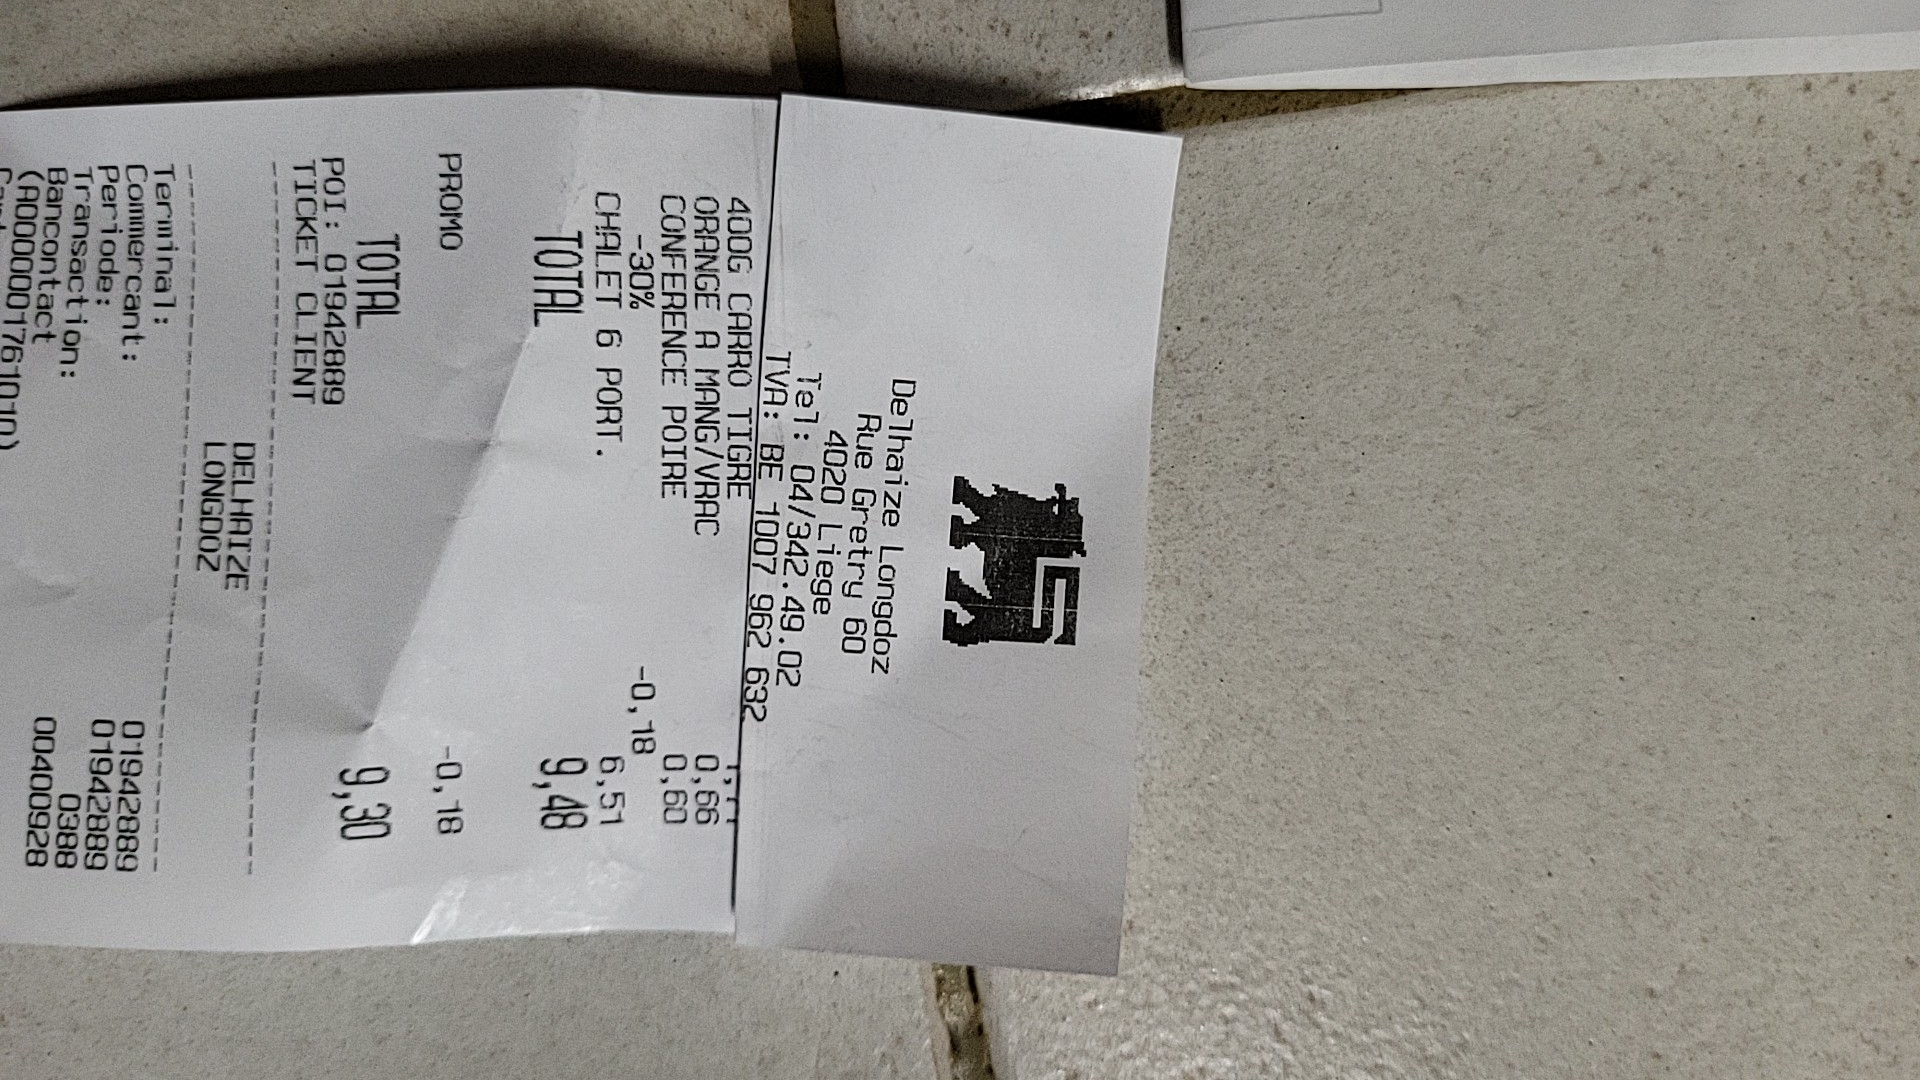 Delhaize Longdoz
Rue Gretry 60
4020 Liege
Tel: 04/342.49.02
TVA: BE 1007 962 632
400G CARRO TIGRE
ORANGE A MANG/VRAC 0,66
CONFERENCE POIRE 0,60
-30% -0,18
CHALET 6 PORT. 6,51
TOTAL 9,48
PROMO -0,18
TOTAL 9,30
POI: 01942889
TICKET CLIENT
DELHAIZE
LONGDOZ
Terminal: 01942889
Commercant: 01942889
Periode: 0388
Transaction: 00400928
Bancontact
(A00000001761010)